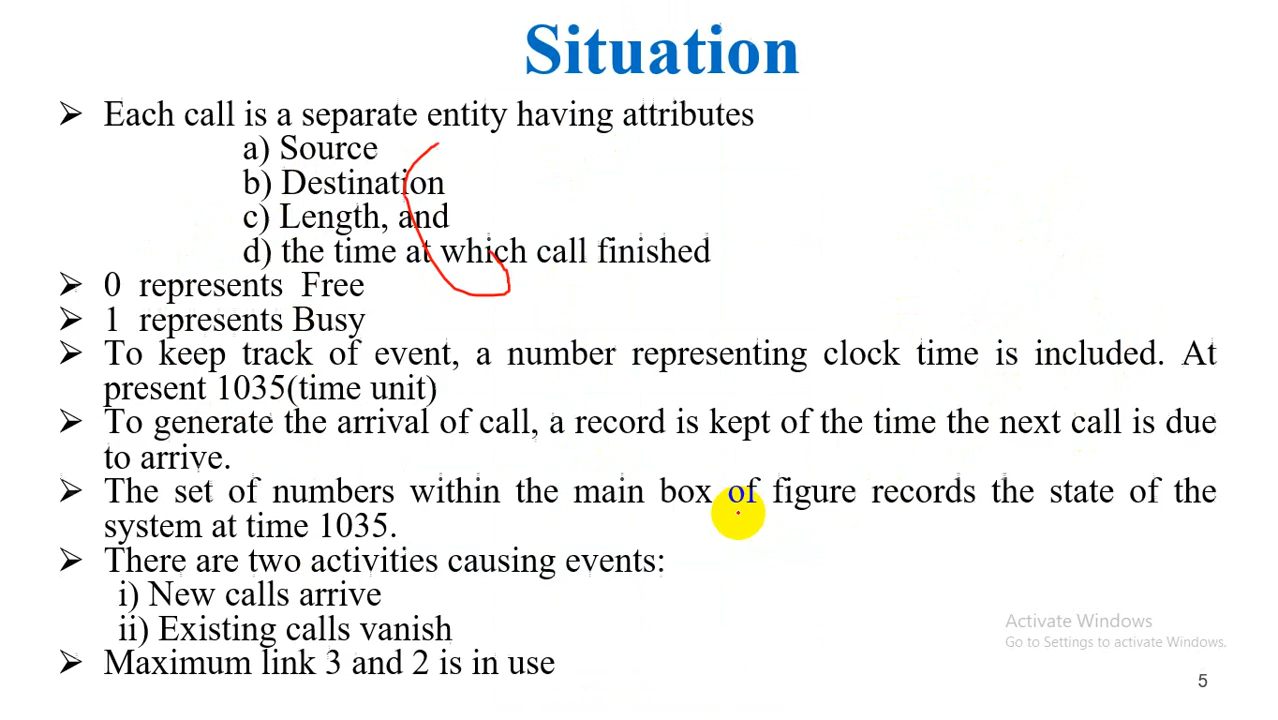 Situation
➢ Each call is a separate entity having attributes
a) Source
b) Destination
c) Length, and
d) the time at which call finished
➢ 0 represents Free
➢ 1 represents Busy
➢ To keep track of event, a number representing clock time is included. At
present 1035(time unit)
➢ To generate the arrival of call, a record is kept of the time the next call is due
to arrive.
➢ The set of numbers within the main box of figure records the state of the
system at time 1035.
➢ There are two activities causing events:
i) New calls arrive
ii) Existing calls vanish
➢ Maximum link 3 and 2 is in use
Activate Windows
Go to Settings to activate Windows.
5